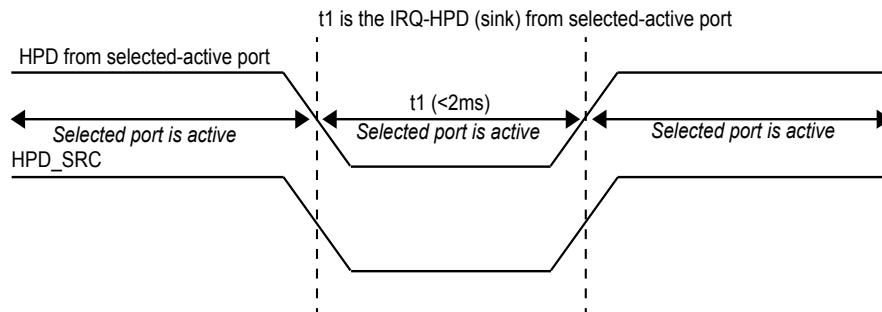 t1 is the IRQ-HPD (sink) from selected-active port
HPD from selected-active port
t1 (<2ms)
Selected port is active
Selected port is active
Selected port is active
HPD_SRC